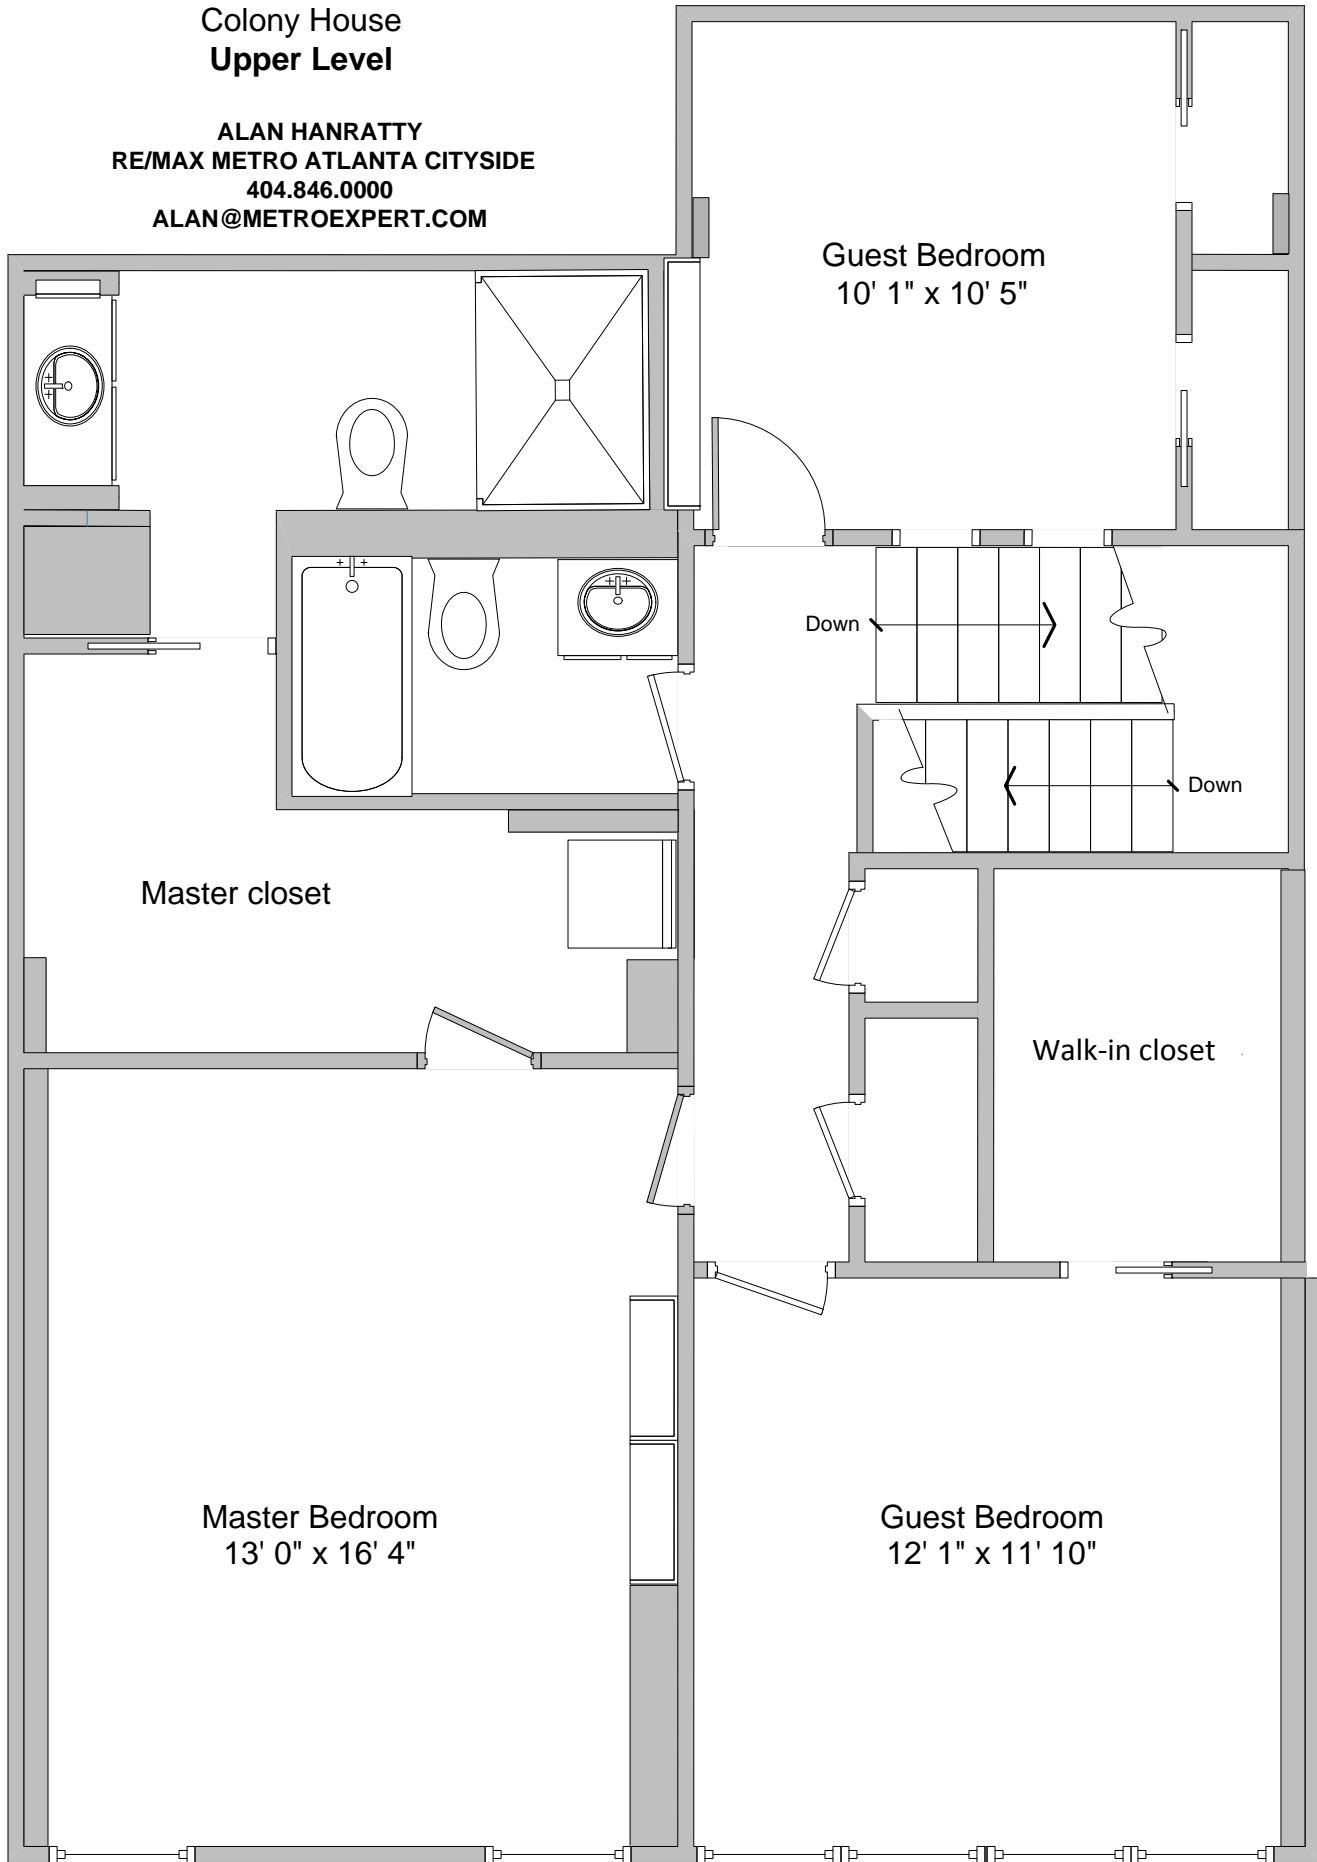 Colony House
Upper Level
ALAN HANRATTY
RE/MAX METRO ATLANTA CITYSIDE
404.846.0000
ALAN@METROEXPERT.COM
Guest Bedroom
10' 1" x 10' 5"
Down
Down
Master closet
Walk-in closet
Master Bedroom
13' 0" x 16' 4"
Guest Bedroom
12' 1" x 11' 10"